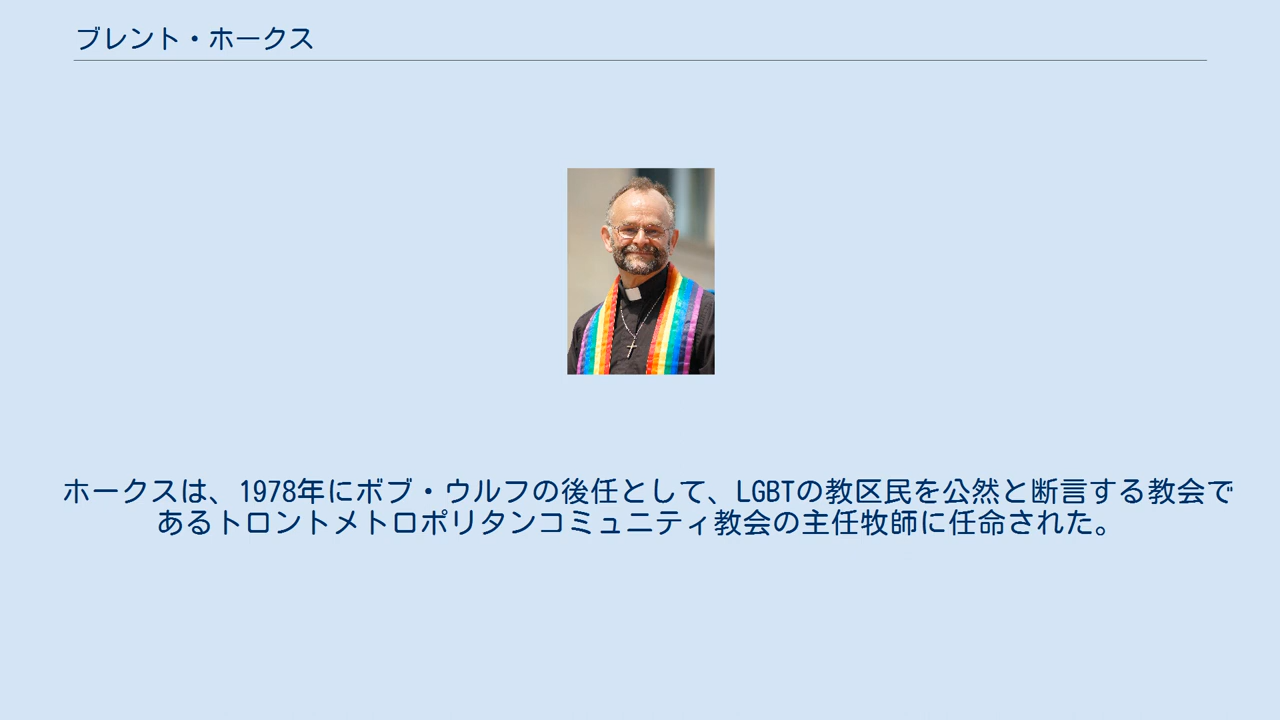 ブレント・ホークス
ホークスは、1978年にボブ・ウルフの後任として、LGBTの教区民を公然と断言する教会で
あるトロントメトロポリタンコミュニティ教会の主任牧師に任命された。